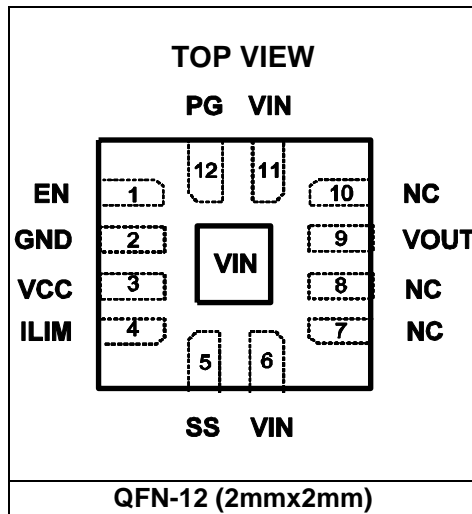 TOP VIEW
PG VIN
12 11
EN 1 10 NC
GND 2 9 VOUT
VIN
VCC 3 8 NC
ILIM 4 7 NC
5 6
SS VIN
QFN-12 (2mmx2mm)